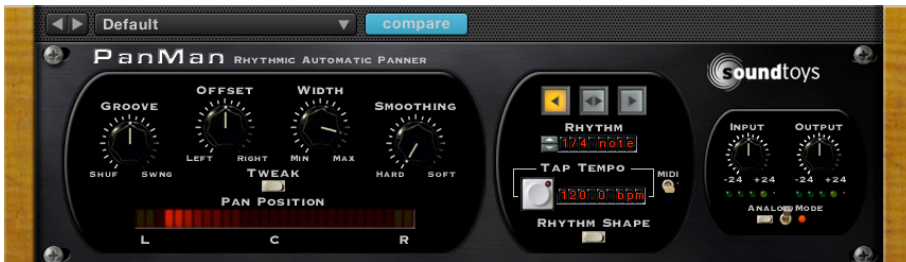 Default
compare
PanMan RHYTHMIC AUTOMATIC PANNER
soundtoys
GROOVE
OFFSET
WIDTH
SMOOTHING
SHUF SWNG
LEFT RIGHT
MIN MAX
HARD SOFT
TWEAK
PAN POSITION
L C R
RHYTHM
1/4 note
TAP TEMPO
MIDI
120.0 bpm
RHYTHM SHAPE
INPUT OUTPUT
-24 +24 -24 +24
ANALOG MODE